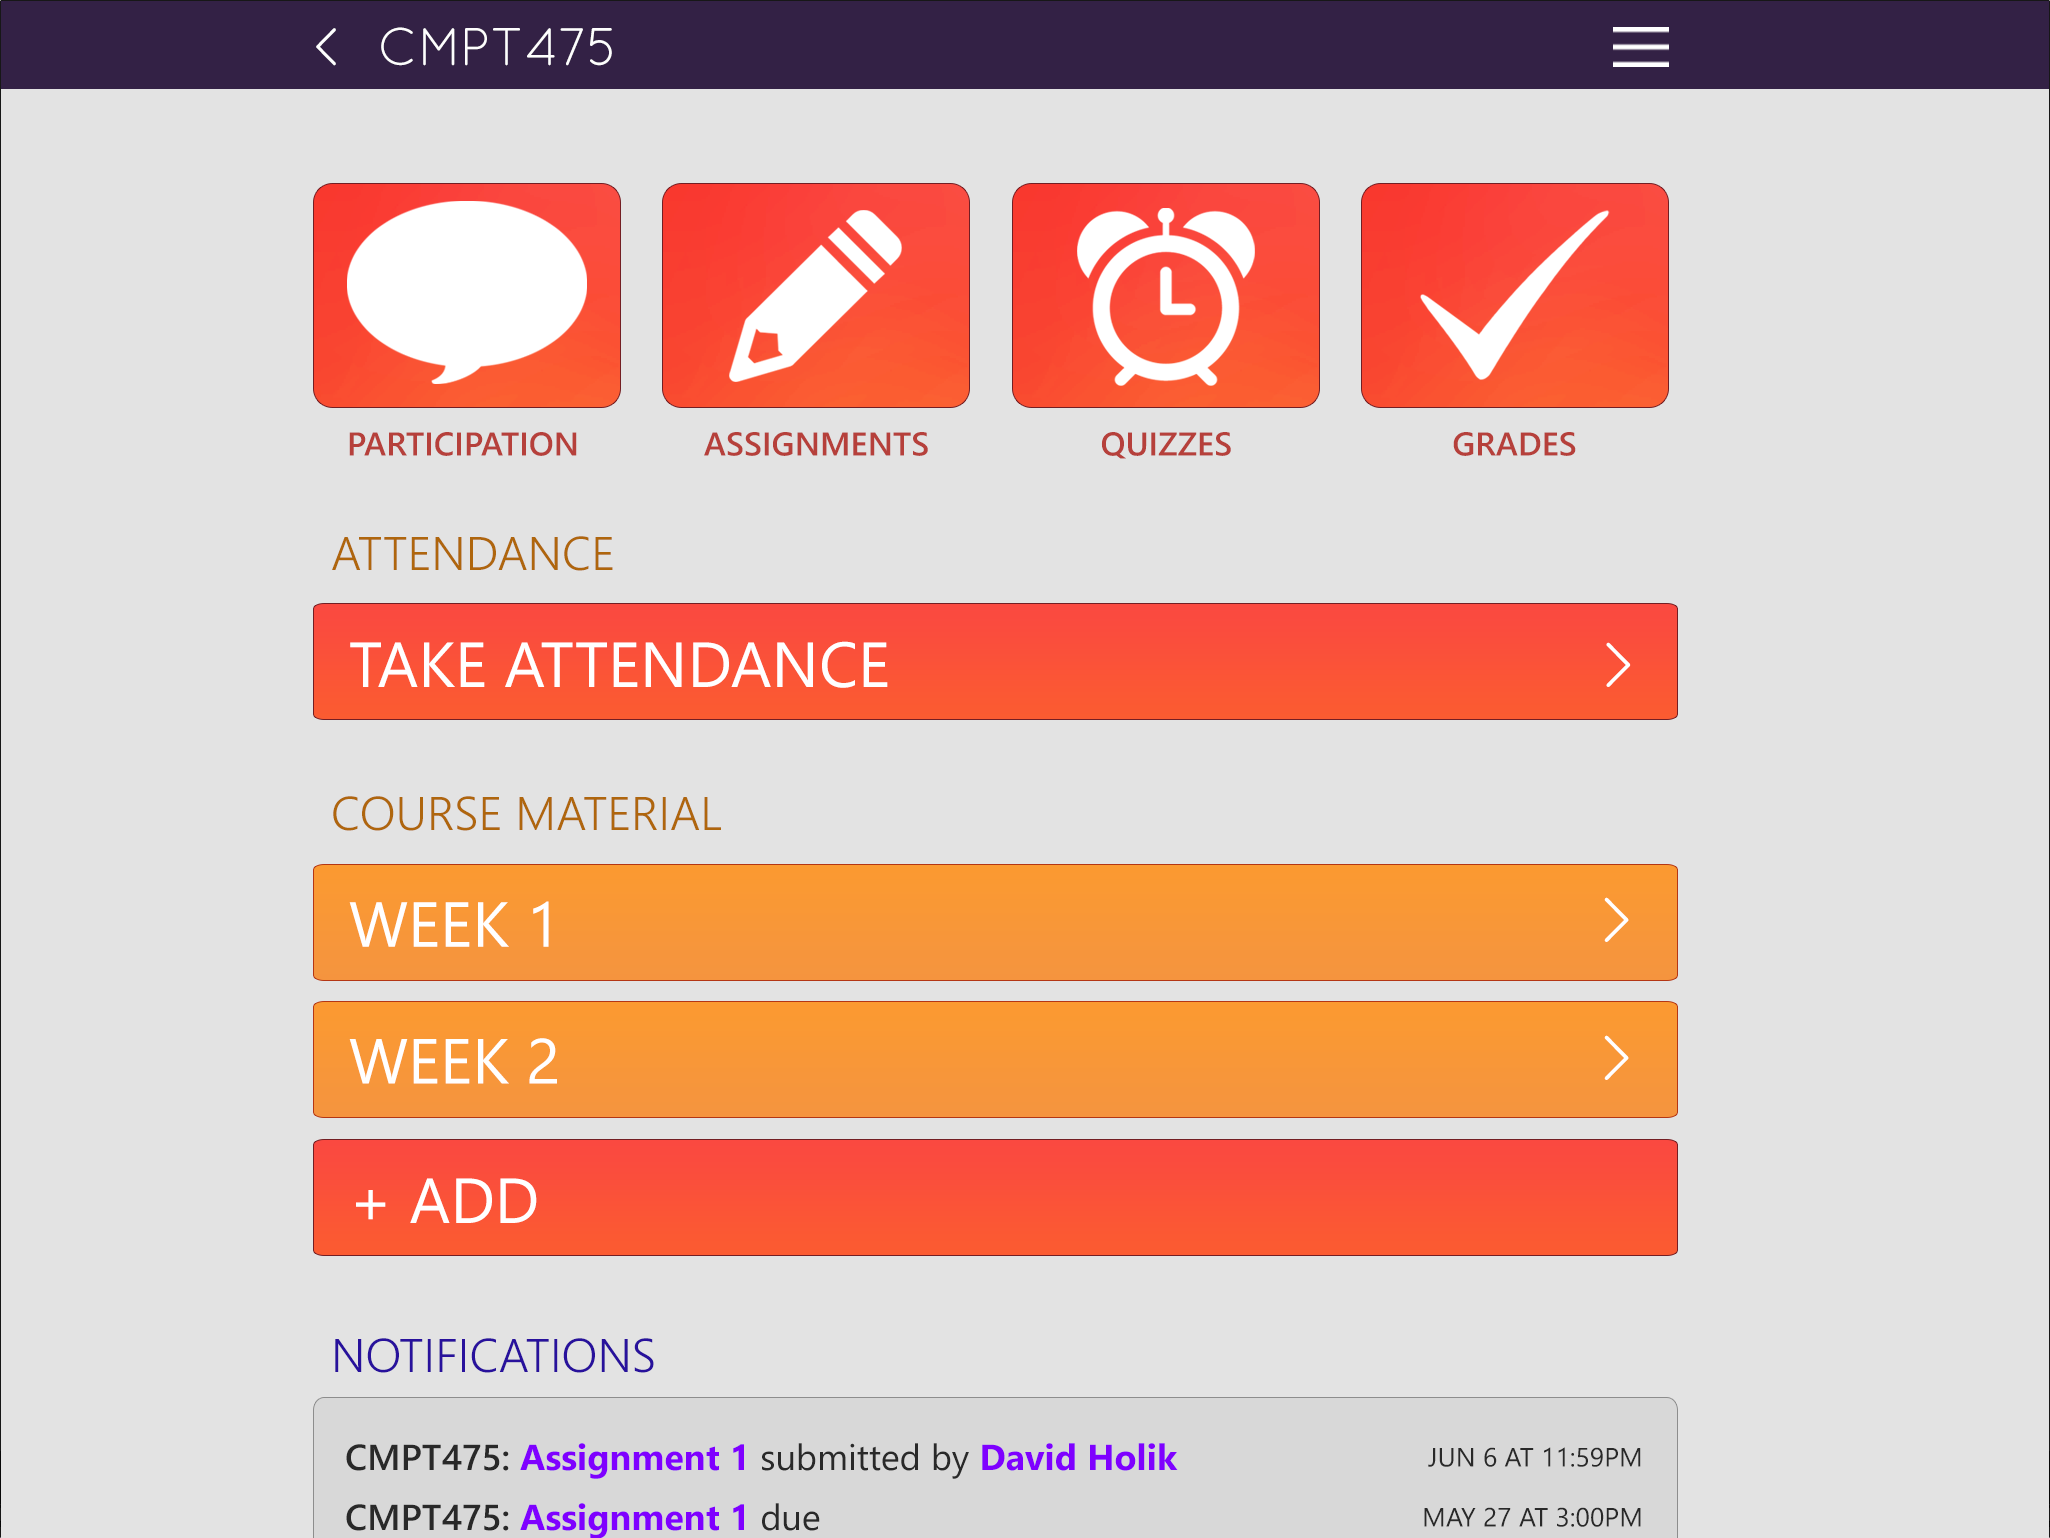 CMPT475
PARTICIPATION
ASSIGNMENTS
QUIZZES
GRADES
ATTENDANCE
TAKE ATTENDANCE
COURSE MATERIAL
WEEK 1
WEEK 2
+ ADD
NOTIFICATIONS
CMPT475: Assignment 1 submitted by David Holik JUN 6 AT 11:59PM
CMPT475: Assignment 1 due MAY 27 AT 3:00PM